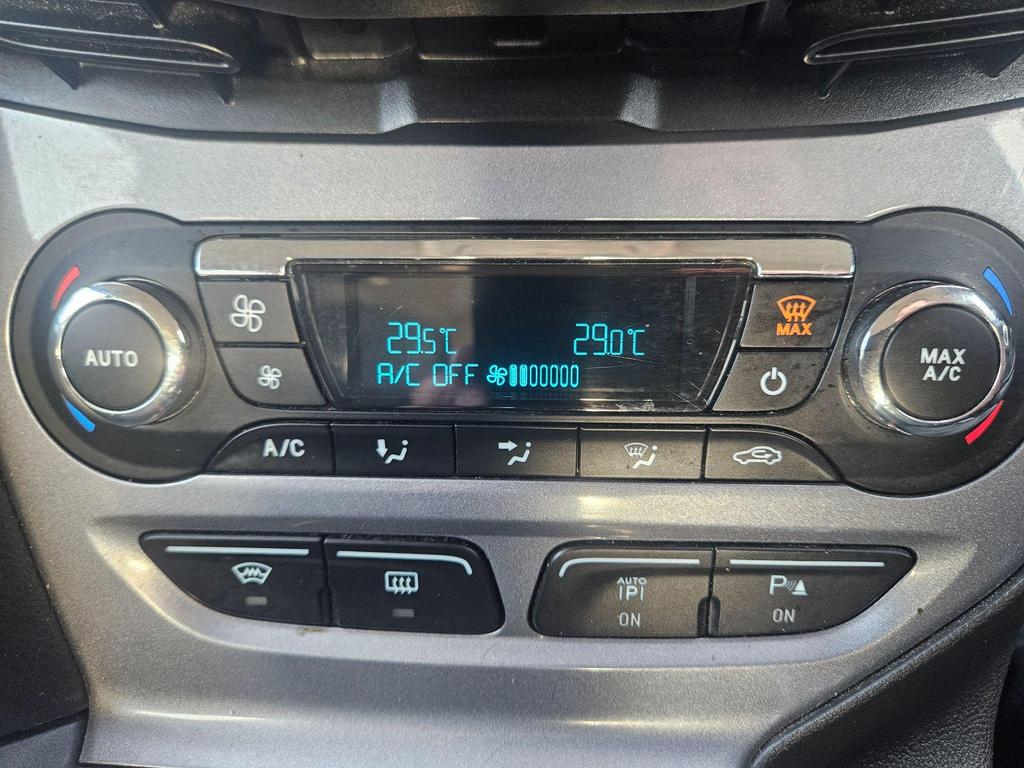 29.5°C 29.0°C
MAX
AUTO
MAX
A/C
A/C OFF
A/C
AUTO
P
P
ON
ON